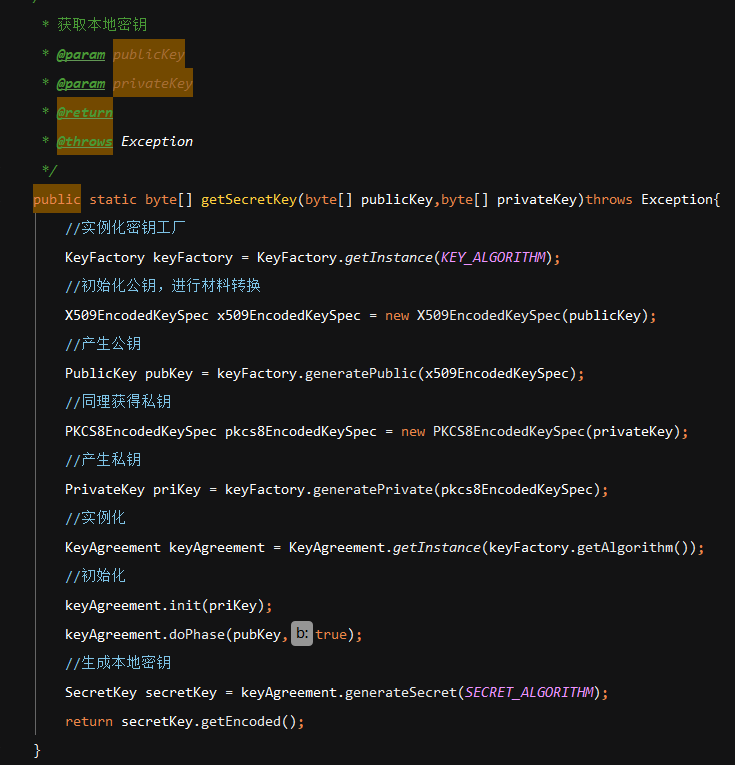 * 获取本地密钥
* @param publicKey
* @param privateKey
* @return
* @throws Exception
*/
public static byte[] getSecretKey(byte[] publicKey,byte[] privateKey)throws Exception{
//实例化密钥工厂
KeyFactory keyFactory = KeyFactory.getInstance(KEY_ALGORITHM);
//初始化公钥，进行材料转换
X509EncodedKeySpec x509EncodedKeySpec = new X509EncodedKeySpec(publicKey);
//产生公钥
PublicKey pubKey = keyFactory.generatePublic(x509EncodedKeySpec);
//同理获得私钥
PKCS8EncodedKeySpec pkcs8EncodedKeySpec = new PKCS8EncodedKeySpec(privateKey);
//产生私钥
PrivateKey priKey = keyFactory.generatePrivate(pkcs8EncodedKeySpec);
//实例化
KeyAgreement keyAgreement = KeyAgreement.getInstance(keyFactory.getAlgorithm());
//初始化
keyAgreement.init(priKey);
keyAgreement.doPhase(pubKey, b: true);
//生成本地密钥
SecretKey secretKey = keyAgreement.generateSecret(SECRET_ALGORITHM);
return secretKey.getEncoded();
}